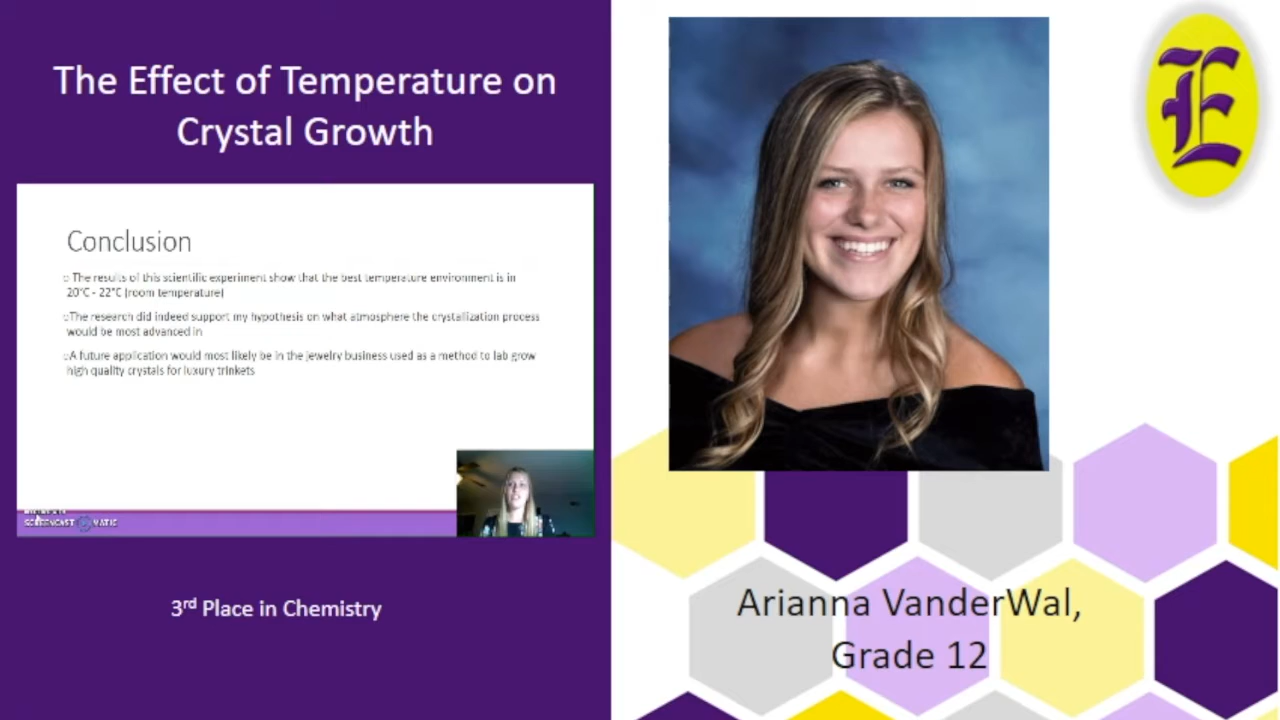 The Effect of Temperature on
Crystal Growth
Conclusion
The results of this scientific experiment show that the best temperature environment is in
20°C - 22°C (room temperature)
The research did indeed support my hypothesis on what atmosphere the crystallization process
would be most advanced in
A future application would most likely be in the jewelry business used as a method to lab grow
high quality crystals for luxury trinkets
SCREENCAST MATIC
3rd Place in Chemistry
E
Arianna VanderWal,
Grade 12